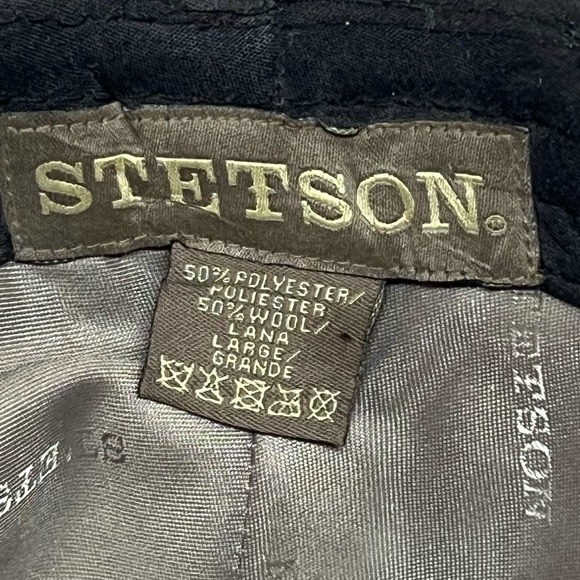 STETSON®
50% POLYESTER/
POLIESTER
50% WOOL/
LANA
LARGE/
GRANDE